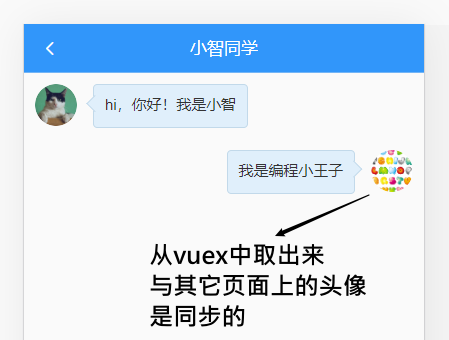 小智同学
hi，你好！我是小智
我是编程小王子
从vuex中取出来
与其它页面上的头像
是同步的